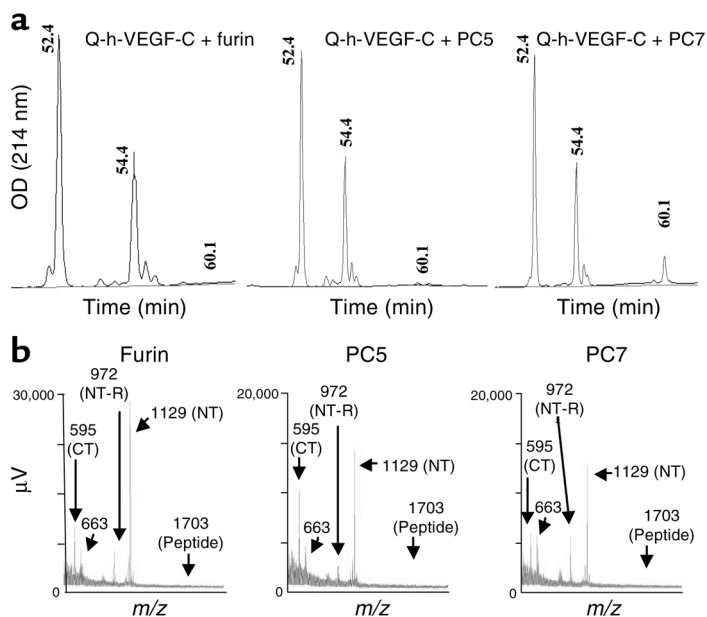 a
Q-h-VEGF-C + furin
Q-h-VEGF-C + PC5
Q-h-VEGF-C + PC7
OD (214 nm)
52.4
54.4
60.1
52.4
54.4
60.1
52.4
54.4
60.1
Time (min)
Time (min)
Time (min)
b
Furin
PC5
PC7
µV
30,000
0
972
(NT-R)
1129 (NT)
595
(CT)
663
1703
(Peptide)
m/z
20,000
0
972
(NT-R)
595
(CT)
1129 (NT)
663
1703
(Peptide)
m/z
20,000
0
972
(NT-R)
595
(CT)
1129 (NT)
663
1703
(Peptide)
m/z